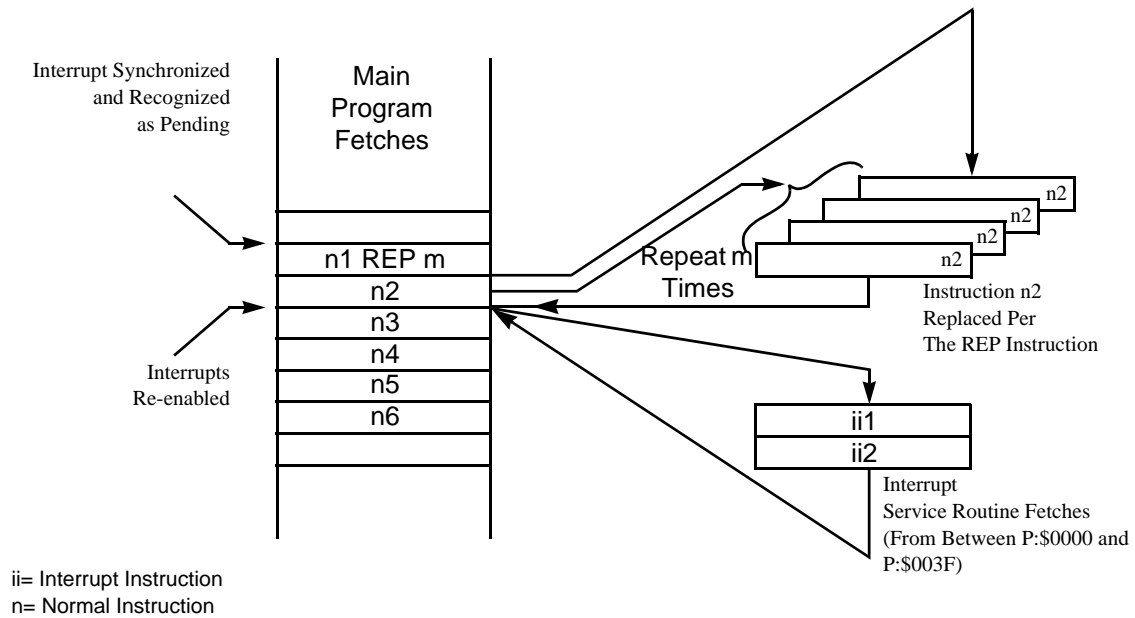 Interrupt Synchronized
and Recognized
as Pending
Main
Program
Fetches
n1 REP m
n2
n3
n4
n5
n6
Interrupts
Re-enabled
Repeat m
Times
n2
n2
n2
n2
Instruction n2
Replaced Per
The REP Instruction
ii1
ii2
Interrupt
Service Routine Fetches
(From Between P:$0000 and
P:$003F)
ii= Interrupt Instruction
n= Normal Instruction